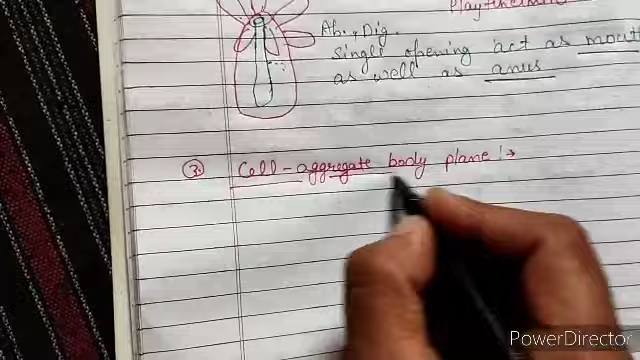 Ab., Dig.
Single opening act as mouth
as well as anus
3. Cell-aggregate body plane!→
PowerDirector